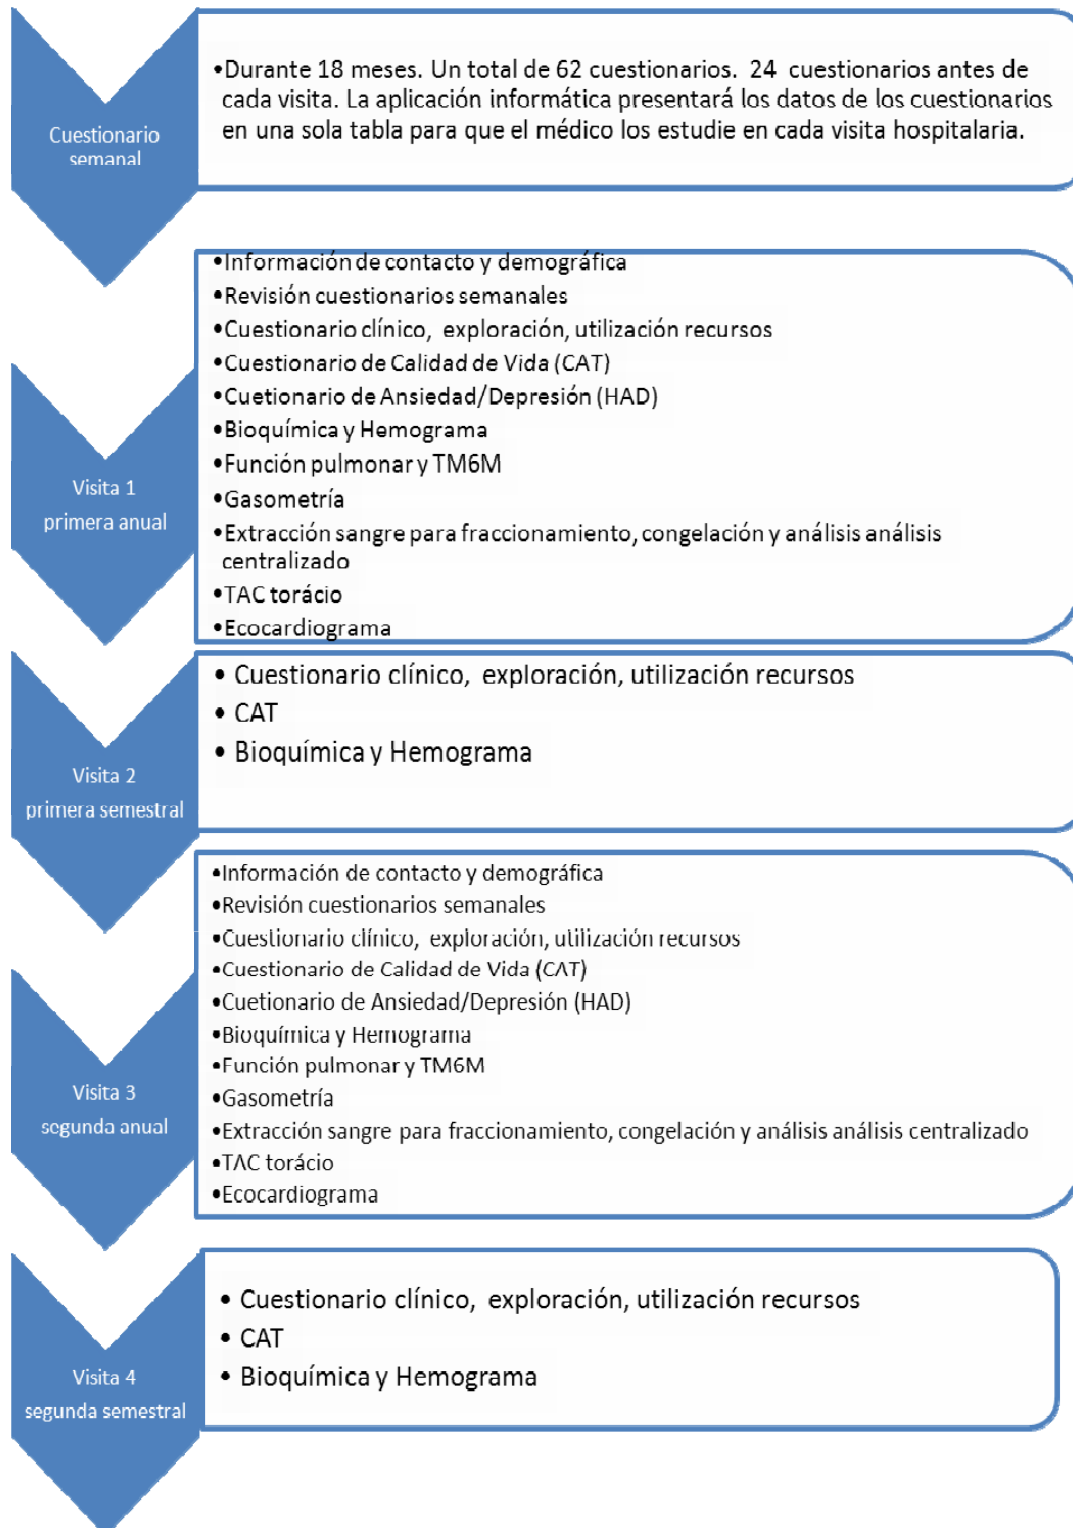 Cuestionario
semanal
•Durante 18 meses. Un total de 62 cuestionarios. 24 cuestionarios antes de
cada visita. La aplicación informática presentará los datos de los cuestionarios
en una sola tabla para que el médico los estudie en cada visita hospitalaria.
Visita 1
primera anual
•Información de contacto y demográfica
•Revisión cuestionarios semanales
•Cuestionario clínico, exploración, utilización recursos
•Cuestionario de Calidad de Vida (CAT)
•Cuetionario de Ansiedad/Depresión (HAD)
•Bioquímica y Hemograma
•Función pulmonar y TM6M
•Gasometría
•Extracción sangre para fraccionamiento, congelación y análisis análisis
centralizado
•TAC torácio
•Ecocardiograma
Visita 2
primera semestral
• Cuestionario clínico, exploración, utilización recursos
• CAT
• Bioquímica y Hemograma
Visita 3
segunda anual
•Información de contacto y demográfica
•Revisión cuestionarios semanales
•Cuestionario clínico, exploración, utilización recursos
•Cuestionario de Calidad de Vida (CAT)
•Cuetionario de Ansiedad/Depresión (HAD)
•Bioquímica y Hemograma
•Función pulmonar y TM6M
•Gasometría
•Extracción sangre para fraccionamiento, congelación y análisis análisis centralizado
•TAC torácio
•Ecocardiograma
Visita 4
segunda semestral
• Cuestionario clínico, exploración, utilización recursos
• CAT
• Bioquímica y Hemograma